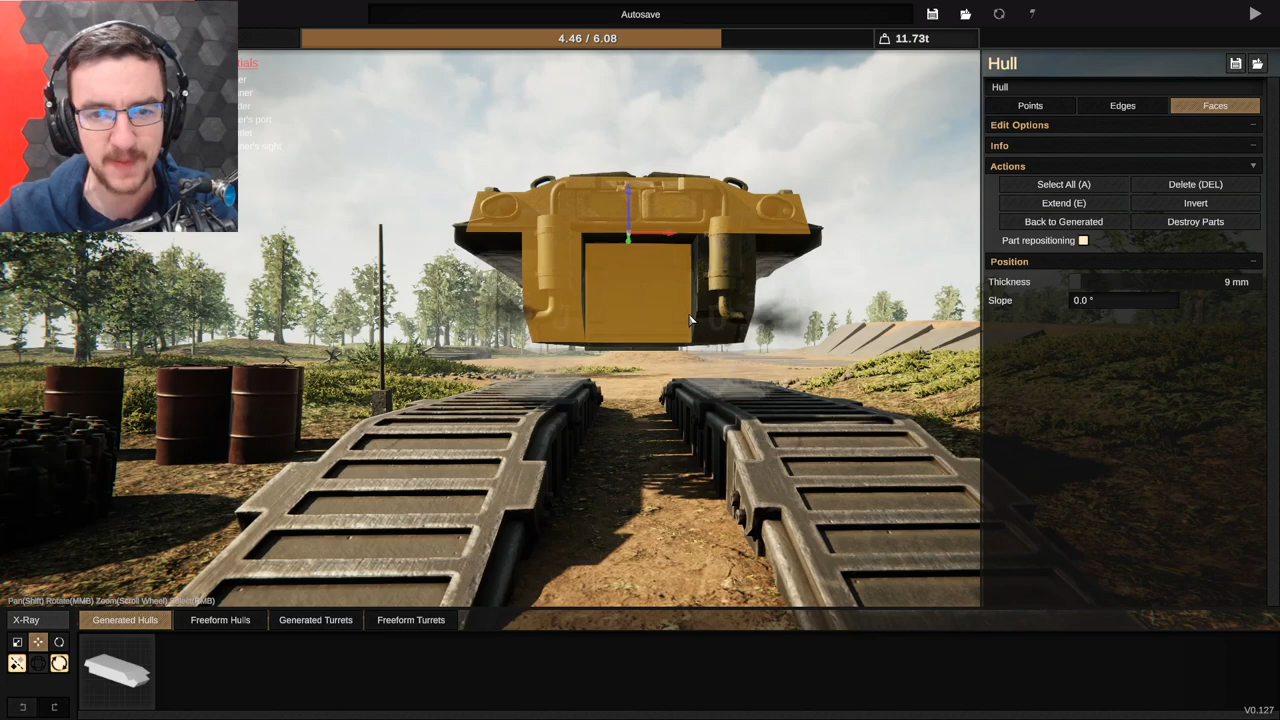 Autosave
4.46 / 6.08
11.73t
Hull
Hull
Points Edges Faces
Edit Options
Info
Actions
Select All (A) Delete (DEL)
Extend (E) Invert
Back to Generated Destroy Parts
Part repositioning
Position
Thickness 9 mm
Slope 0.0 °
Pan(Shift) Rotate(MMB) Zoom(Scroll Wheel)
X-Ray Generated Hulls Freeform Hulls Generated Turrets Freeform Turrets
V0.127